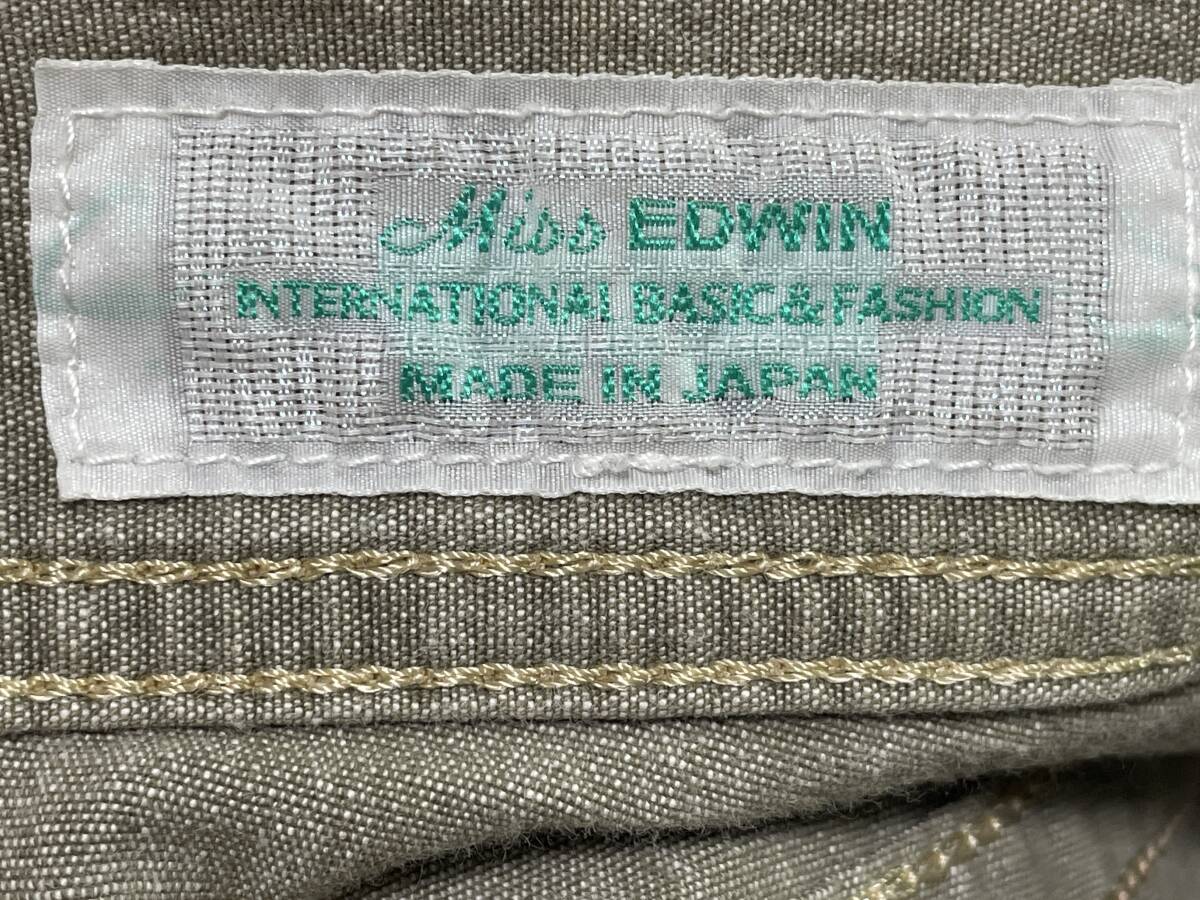 Miss EDWIN
INTERNATIONAL BASIC&FASHION
MADE IN JAPAN